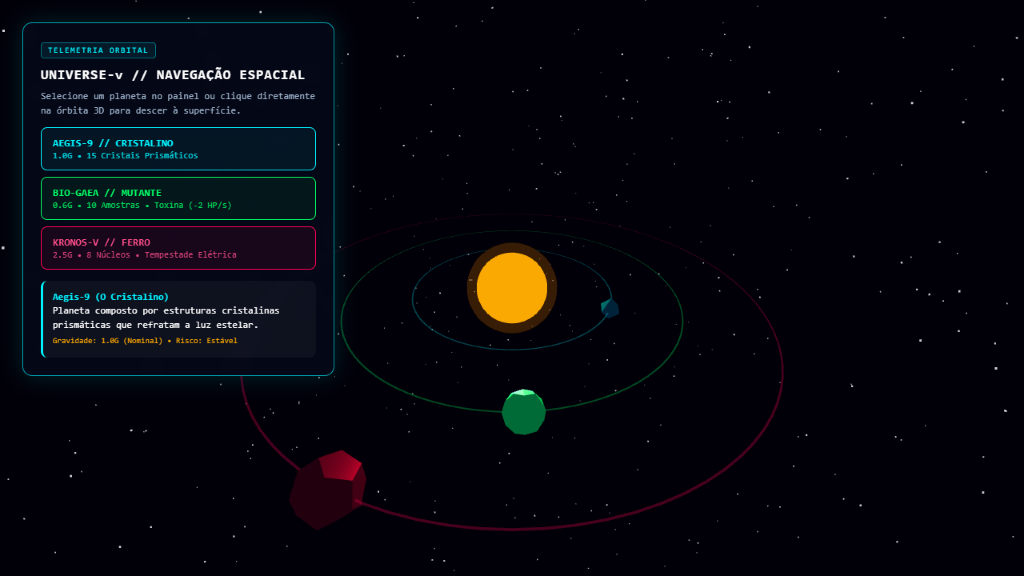 TELEMETRIA ORBITAL
UNIVERSE-v // NAVEGAÇÃO ESPACIAL
Selecione um planeta no painel ou clique diretamente
na órbita 3D para descer à superfície.
AEGIS-9 // CRISTALINO
1.0G • 15 Cristais Prismáticos
BIO-GAEA // MUTANTE
0.6G • 10 Amostras • Toxina (-2 HP/s)
KRONOS-V // FERRO
2.5G • 8 Núcleos • Tempestade Elétrica
Aegis-9 (O Cristalino)
Planeta composto por estruturas cristalinas
prismáticas que refratam a luz estelar.
Gravidade: 1.0G (Nominal) • Risco: Estável